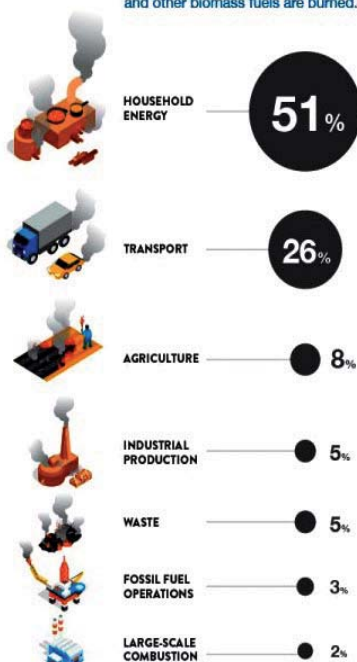 and other biomass fuels are burned.
HOUSEHOLD
ENERGY
51%
TRANSPORT
26%
AGRICULTURE
8%
INDUSTRIAL
PRODUCTION
5%
WASTE
5%
FOSSIL FUEL
OPERATIONS
3%
LARGE-SCALE
COMBUSTION
2%